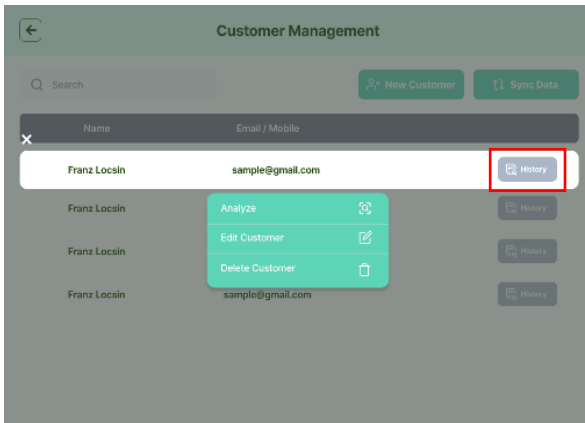 Customer Management
Search
New Customer
Sync Data
Name Email / Mobile
Franz Locsin sample@gmail.com History
Franz Locsin History
Analyze
Edit Customer
Franz Locsin History
Delete Customer
Franz Locsin sample@gmail.com History